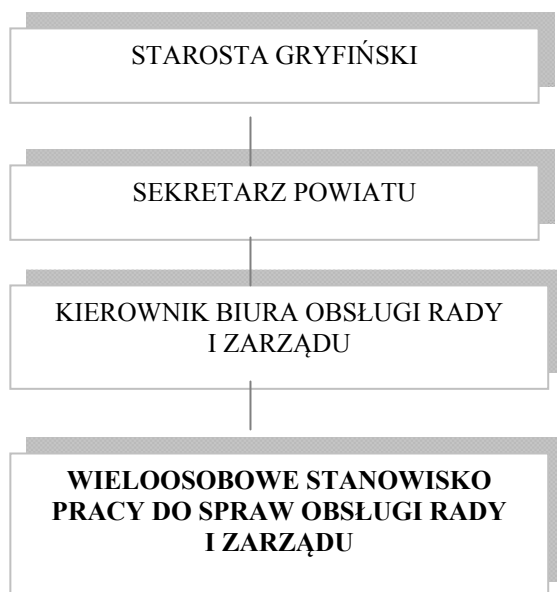 STAROSTA GRYFIŃSKI
SEKRETARZ POWIATU
KIEROWNIK BIURA OBSŁUGI RADY
I ZARZĄDU
WIELOOSOBOWE STANOWISKO
PRACY DO SPRAW OBSŁUGI RADY
I ZARZĄDU